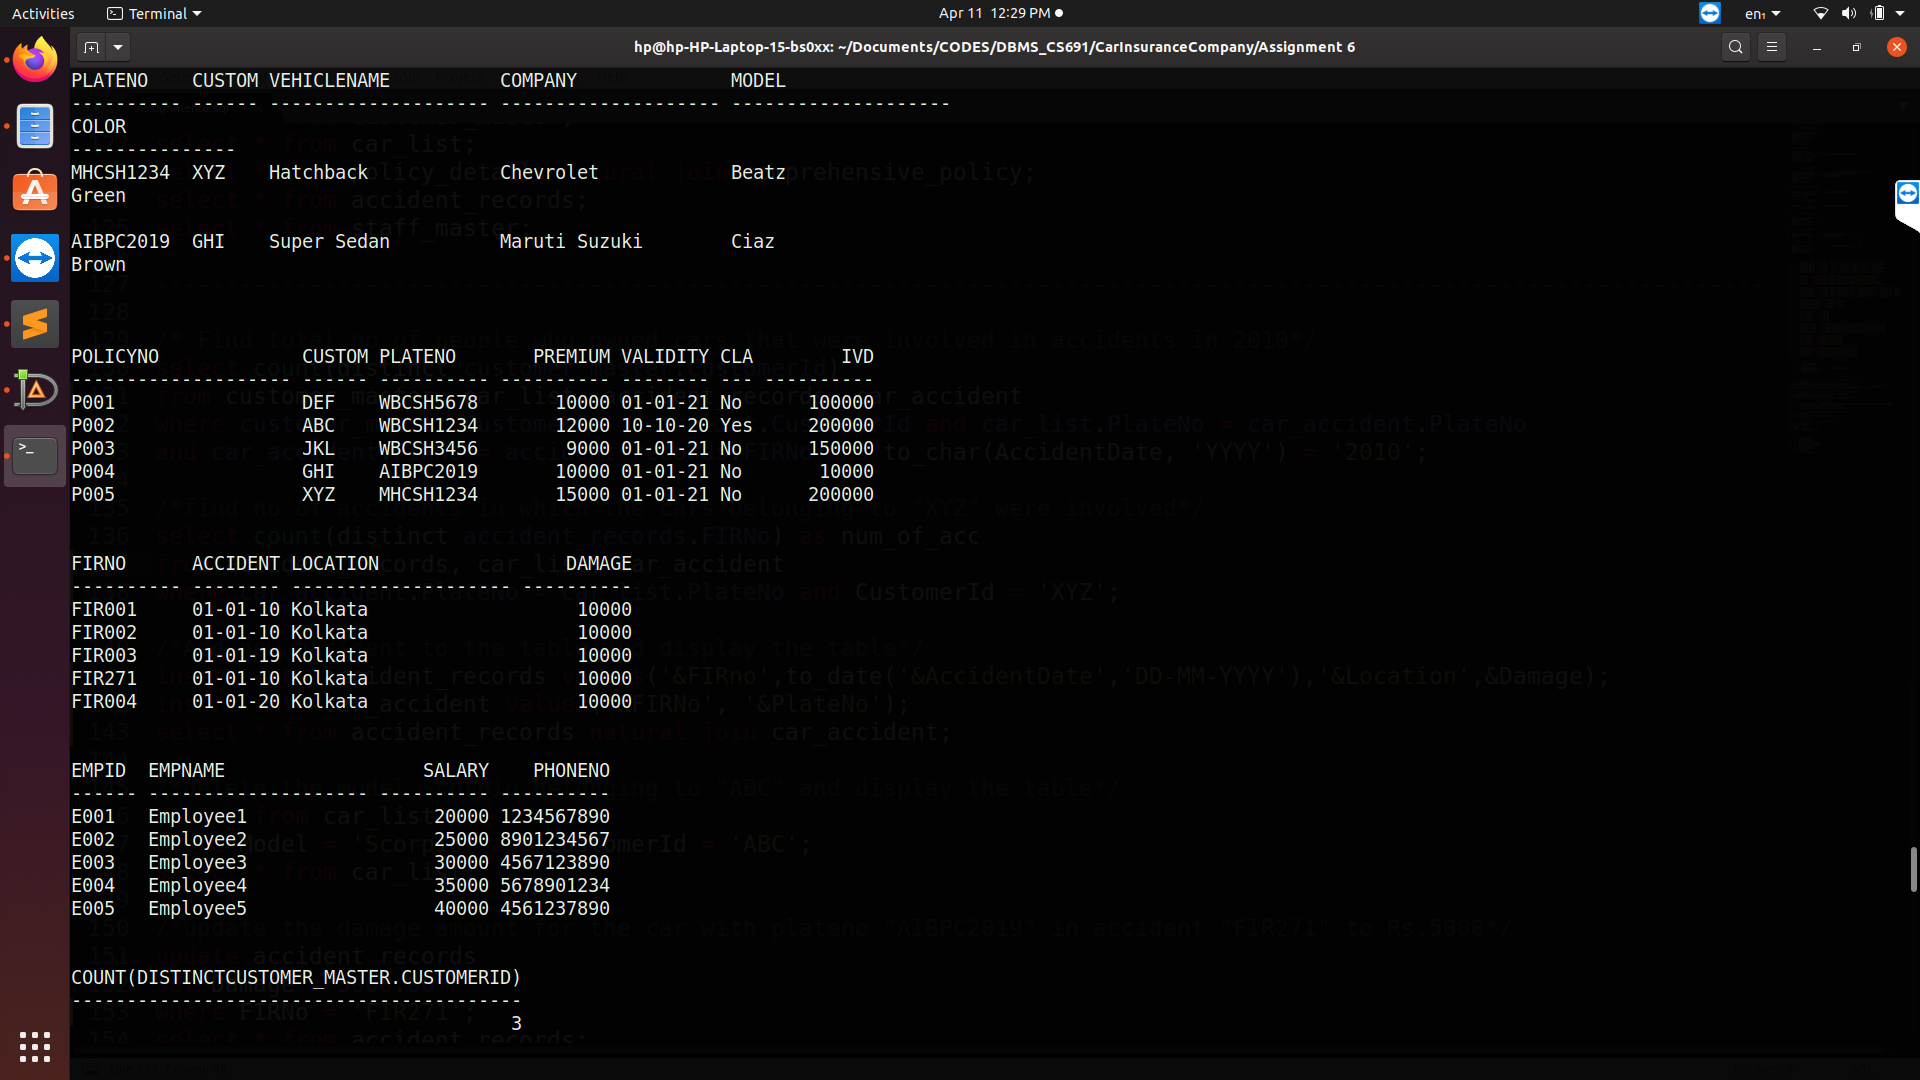 Activities Terminal Apr 11 12:29 PM en₁
hp@hp-HP-Laptop-15-bs0xx: ~/Documents/CODES/DBMS_CS691/CarInsuranceCompany/Assignment 6
PLATENO CUSTOM VEHICLENAME COMPANY MODEL
---------- ------ -------------------- -------------------- --------------------
COLOR
---------------
MHCSH1234 XYZ Hatchback Chevrolet Beatz
Green
AIBPC2019 GHI Super Sedan Maruti Suzuki Ciaz
Brown
POLICYNO CUSTOM PLATENO PREMIUM VALIDITY CLA IVD
-------------------- ------ ---------- ---------- -------- --- ----------
P001 DEF WBCSH5678 10000 01-01-21 No 100000
P002 ABC WBCSH1234 12000 10-10-20 Yes 200000
P003 JKL WBCSH3456 9000 01-01-21 No 150000
P004 GHI AIBPC2019 10000 01-01-21 No 10000
P005 XYZ MHCSH1234 15000 01-01-21 No 200000
FIRNO ACCIDENT LOCATION DAMAGE
---------- -------- -------------------- ----------
FIR001 01-01-10 Kolkata 10000
FIR002 01-01-10 Kolkata 10000
FIR003 01-01-19 Kolkata 10000
FIR271 01-01-10 Kolkata 10000
FIR004 01-01-20 Kolkata 10000
EMPID EMPNAME SALARY PHONENO
------ -------------------- ---------- ----------
E001 Employee1 20000 1234567890
E002 Employee2 25000 8901234567
E003 Employee3 30000 4567123890
E004 Employee4 35000 5678901234
E005 Employee5 40000 4561237890
COUNT(DISTINCTCUSTOMER_MASTER.CUSTOMERID)
-----------------------------------------
3